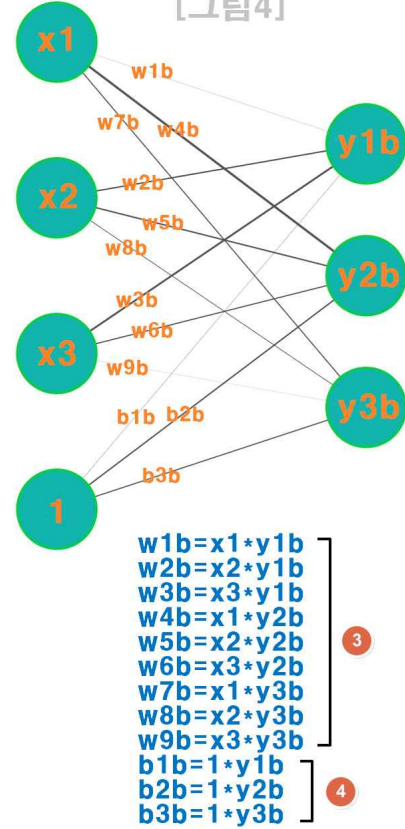 [그림4]
x1
w1b
w7b
w4b
y1b
x2
w2b
w5b
w8b
y2b
w3b
w6b
x3
w9b
y3b
b1b
b2b
b3b
1
w1b=x1*y1b
w2b=x2*y1b
w3b=x3*y1b
w4b=x1*y2b
w5b=x2*y2b
w6b=x3*y2b
3
w7b=x1*y3b
w8b=x2*y3b
w9b=x3*y3b
b1b=1*y1b
b2b=1*y2b
4
b3b=1*y3b